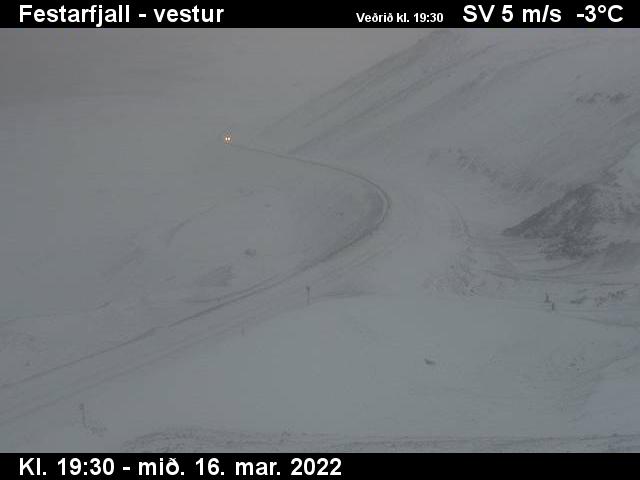 Festarfjall - vestur Veðrið kl. 19:30 SV 5 m/s -3°C
Kl. 19:30 - mið. 16. mar. 2022